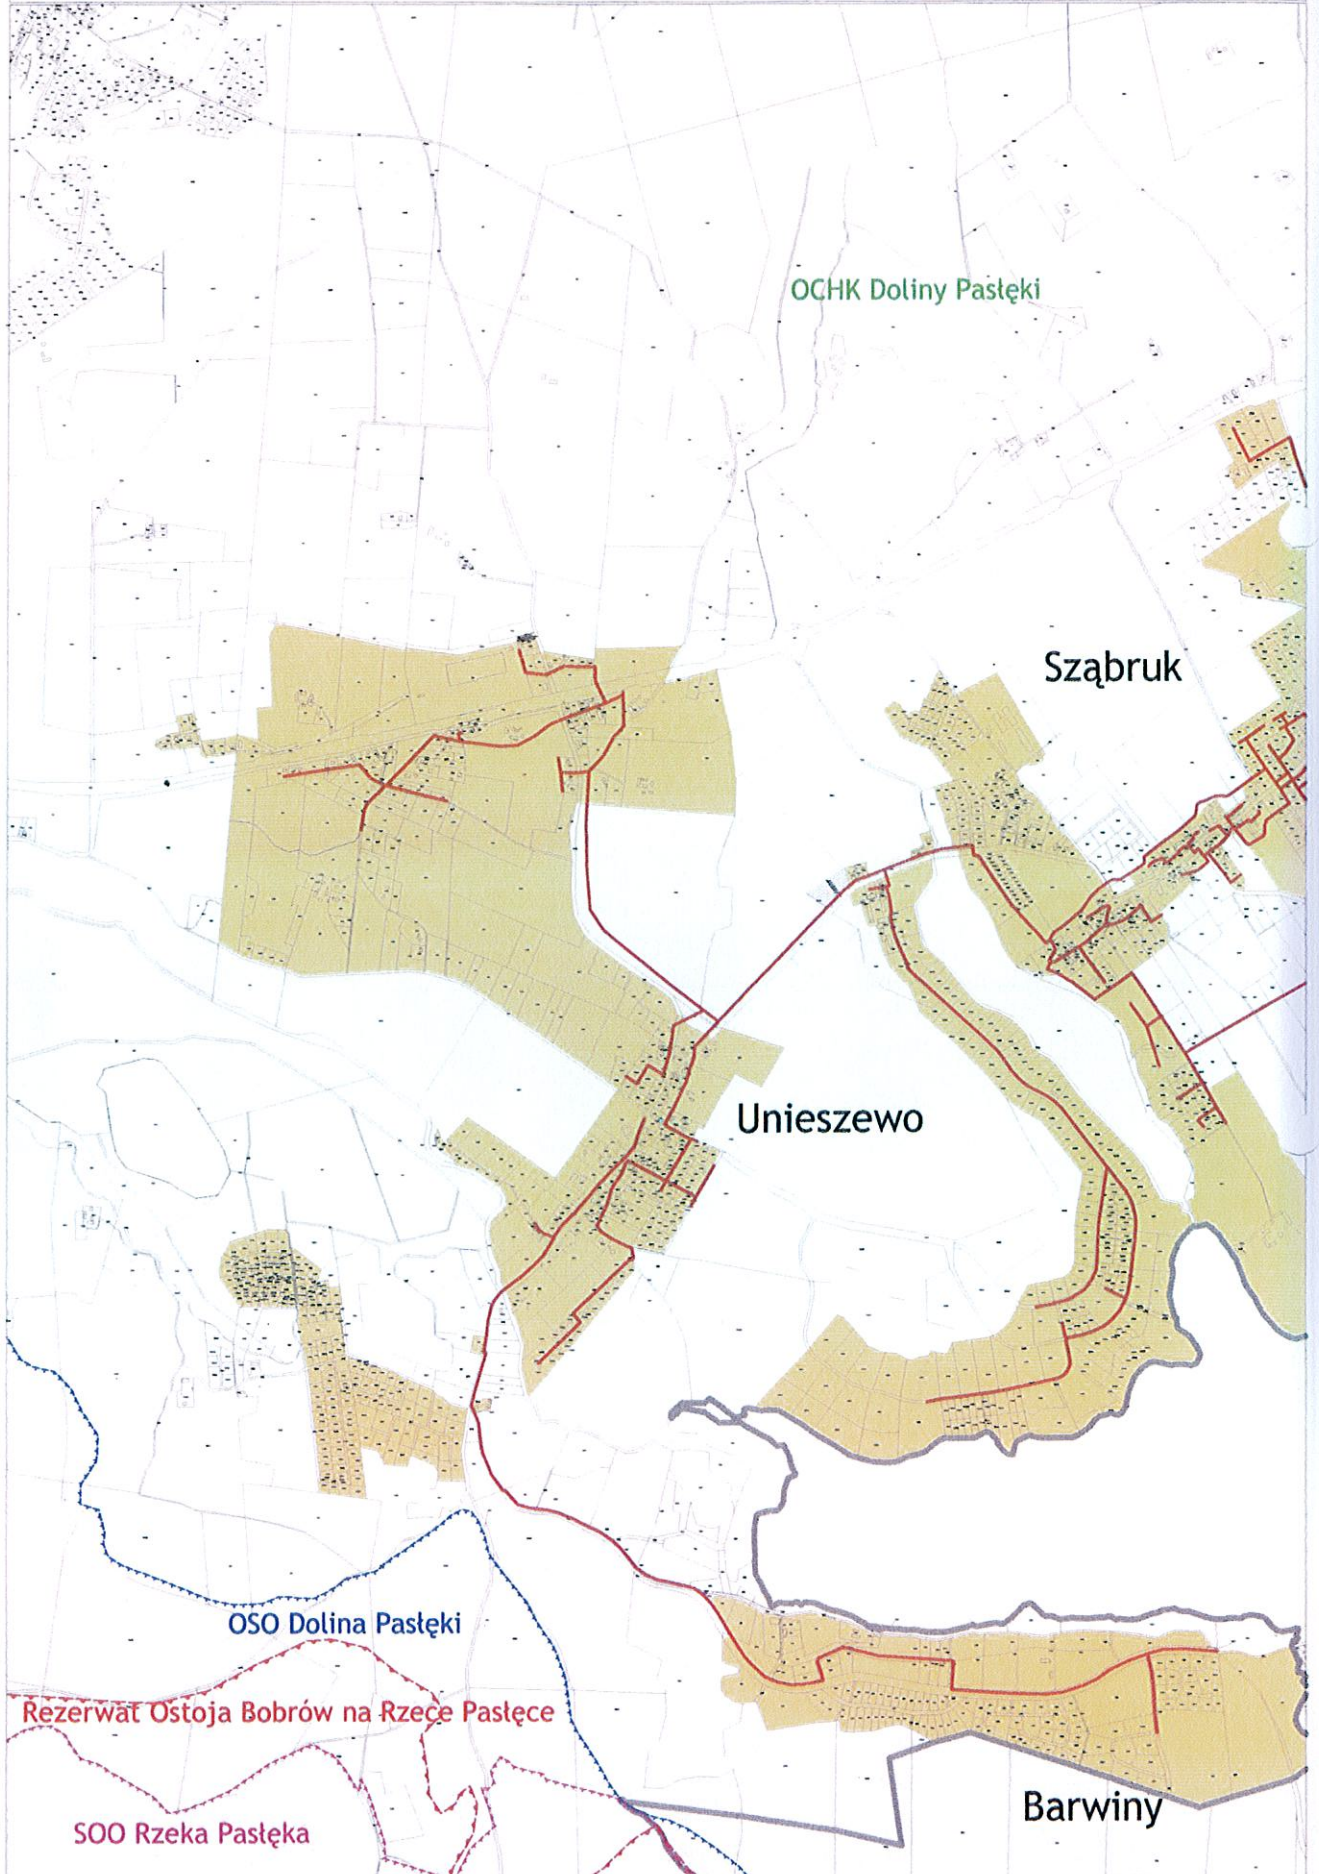 OCHK Doliny Pasłęki
Sząbruk
Unieszewo
OSO Dolina Pasłęki
Rezerwat Ostoja Bobrów na Rzece Pasłęce
Barwiny
SOO Rzeka Pasłęka